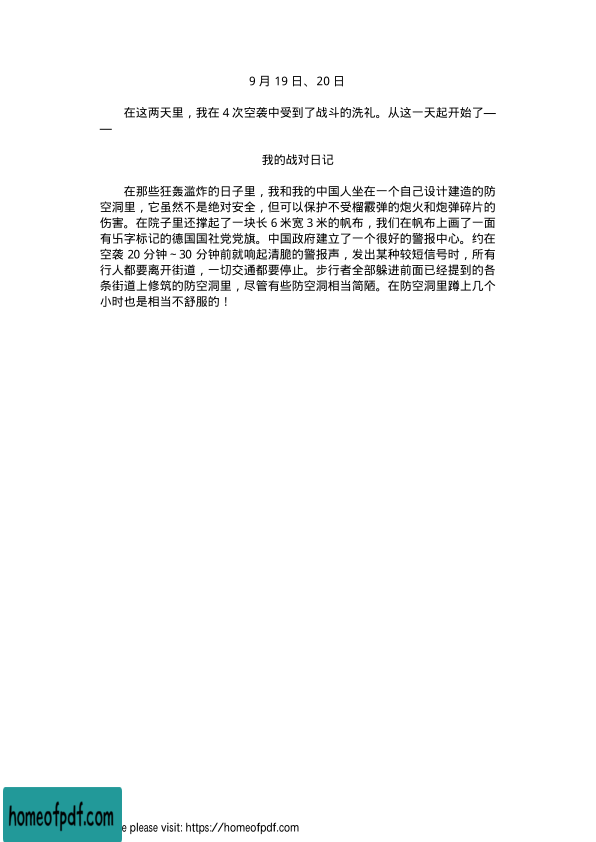 9 月 19 日、20 日
在这两天里，我在 4 次空袭中受到了战斗的洗礼。从这一天起开始了—
—
我的战对日记
在那些狂轰滥炸的日子里，我和我的中国人坐在一个自己设计建造的防
空洞里，它虽然不是绝对安全，但可以保护不受榴霰弹的炮火和炮弹碎片的
伤害。在院子里还撑起了一块长 6 米宽 3 米的帆布，我们在帆布上画了一面
有卐字标记的德国国社党党旗。中国政府建立了一个很好的警报中心。约在
空袭 20 分钟～30 分钟前就响起清脆的警报声，发出某种较短信号时，所有
行人都要离开街道，一切交通都要停止。步行者全部躲进前面已经提到的各
条街道上修筑的防空洞里，尽管有些防空洞相当简陋。在防空洞里蹲上几个
小时也是相当不舒服的！
homeofpdf.com
e please visit: https://homeofpdf.com